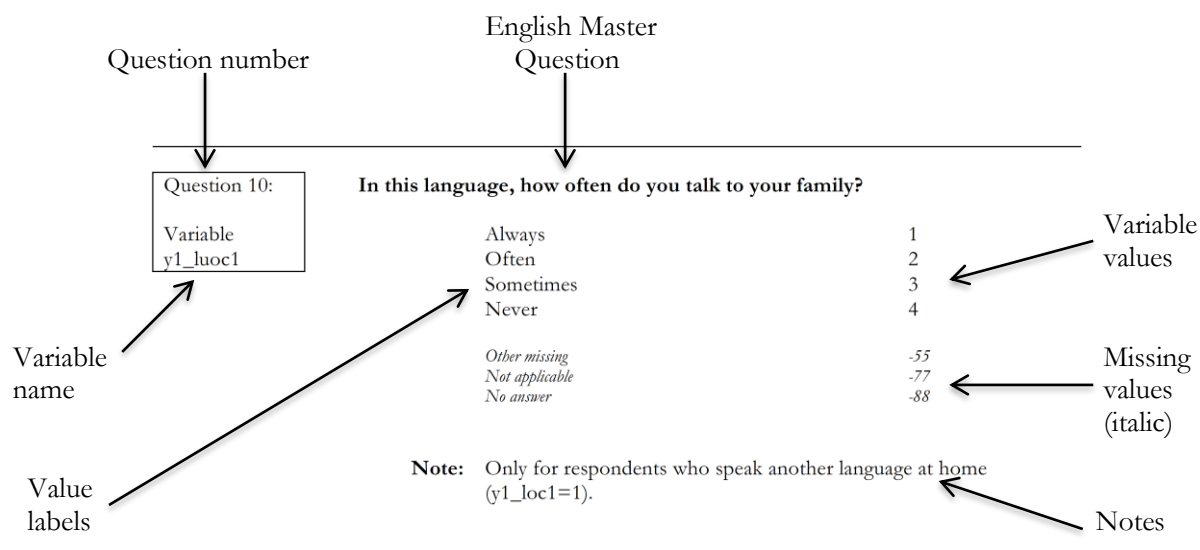 English Master
Question
Question number
Question 10:
In this language, how often do you talk to your family?
Variable
y1_luoc1
Always 1
Often 2
Sometimes 3
Never 4
Variable
values
Other missing -55
Not applicable -77
No answer -88
Variable
name
Missing
values
(italic)
Note: Only for respondents who speak another language at home
(y1_loc1=1).
Value
labels
Notes